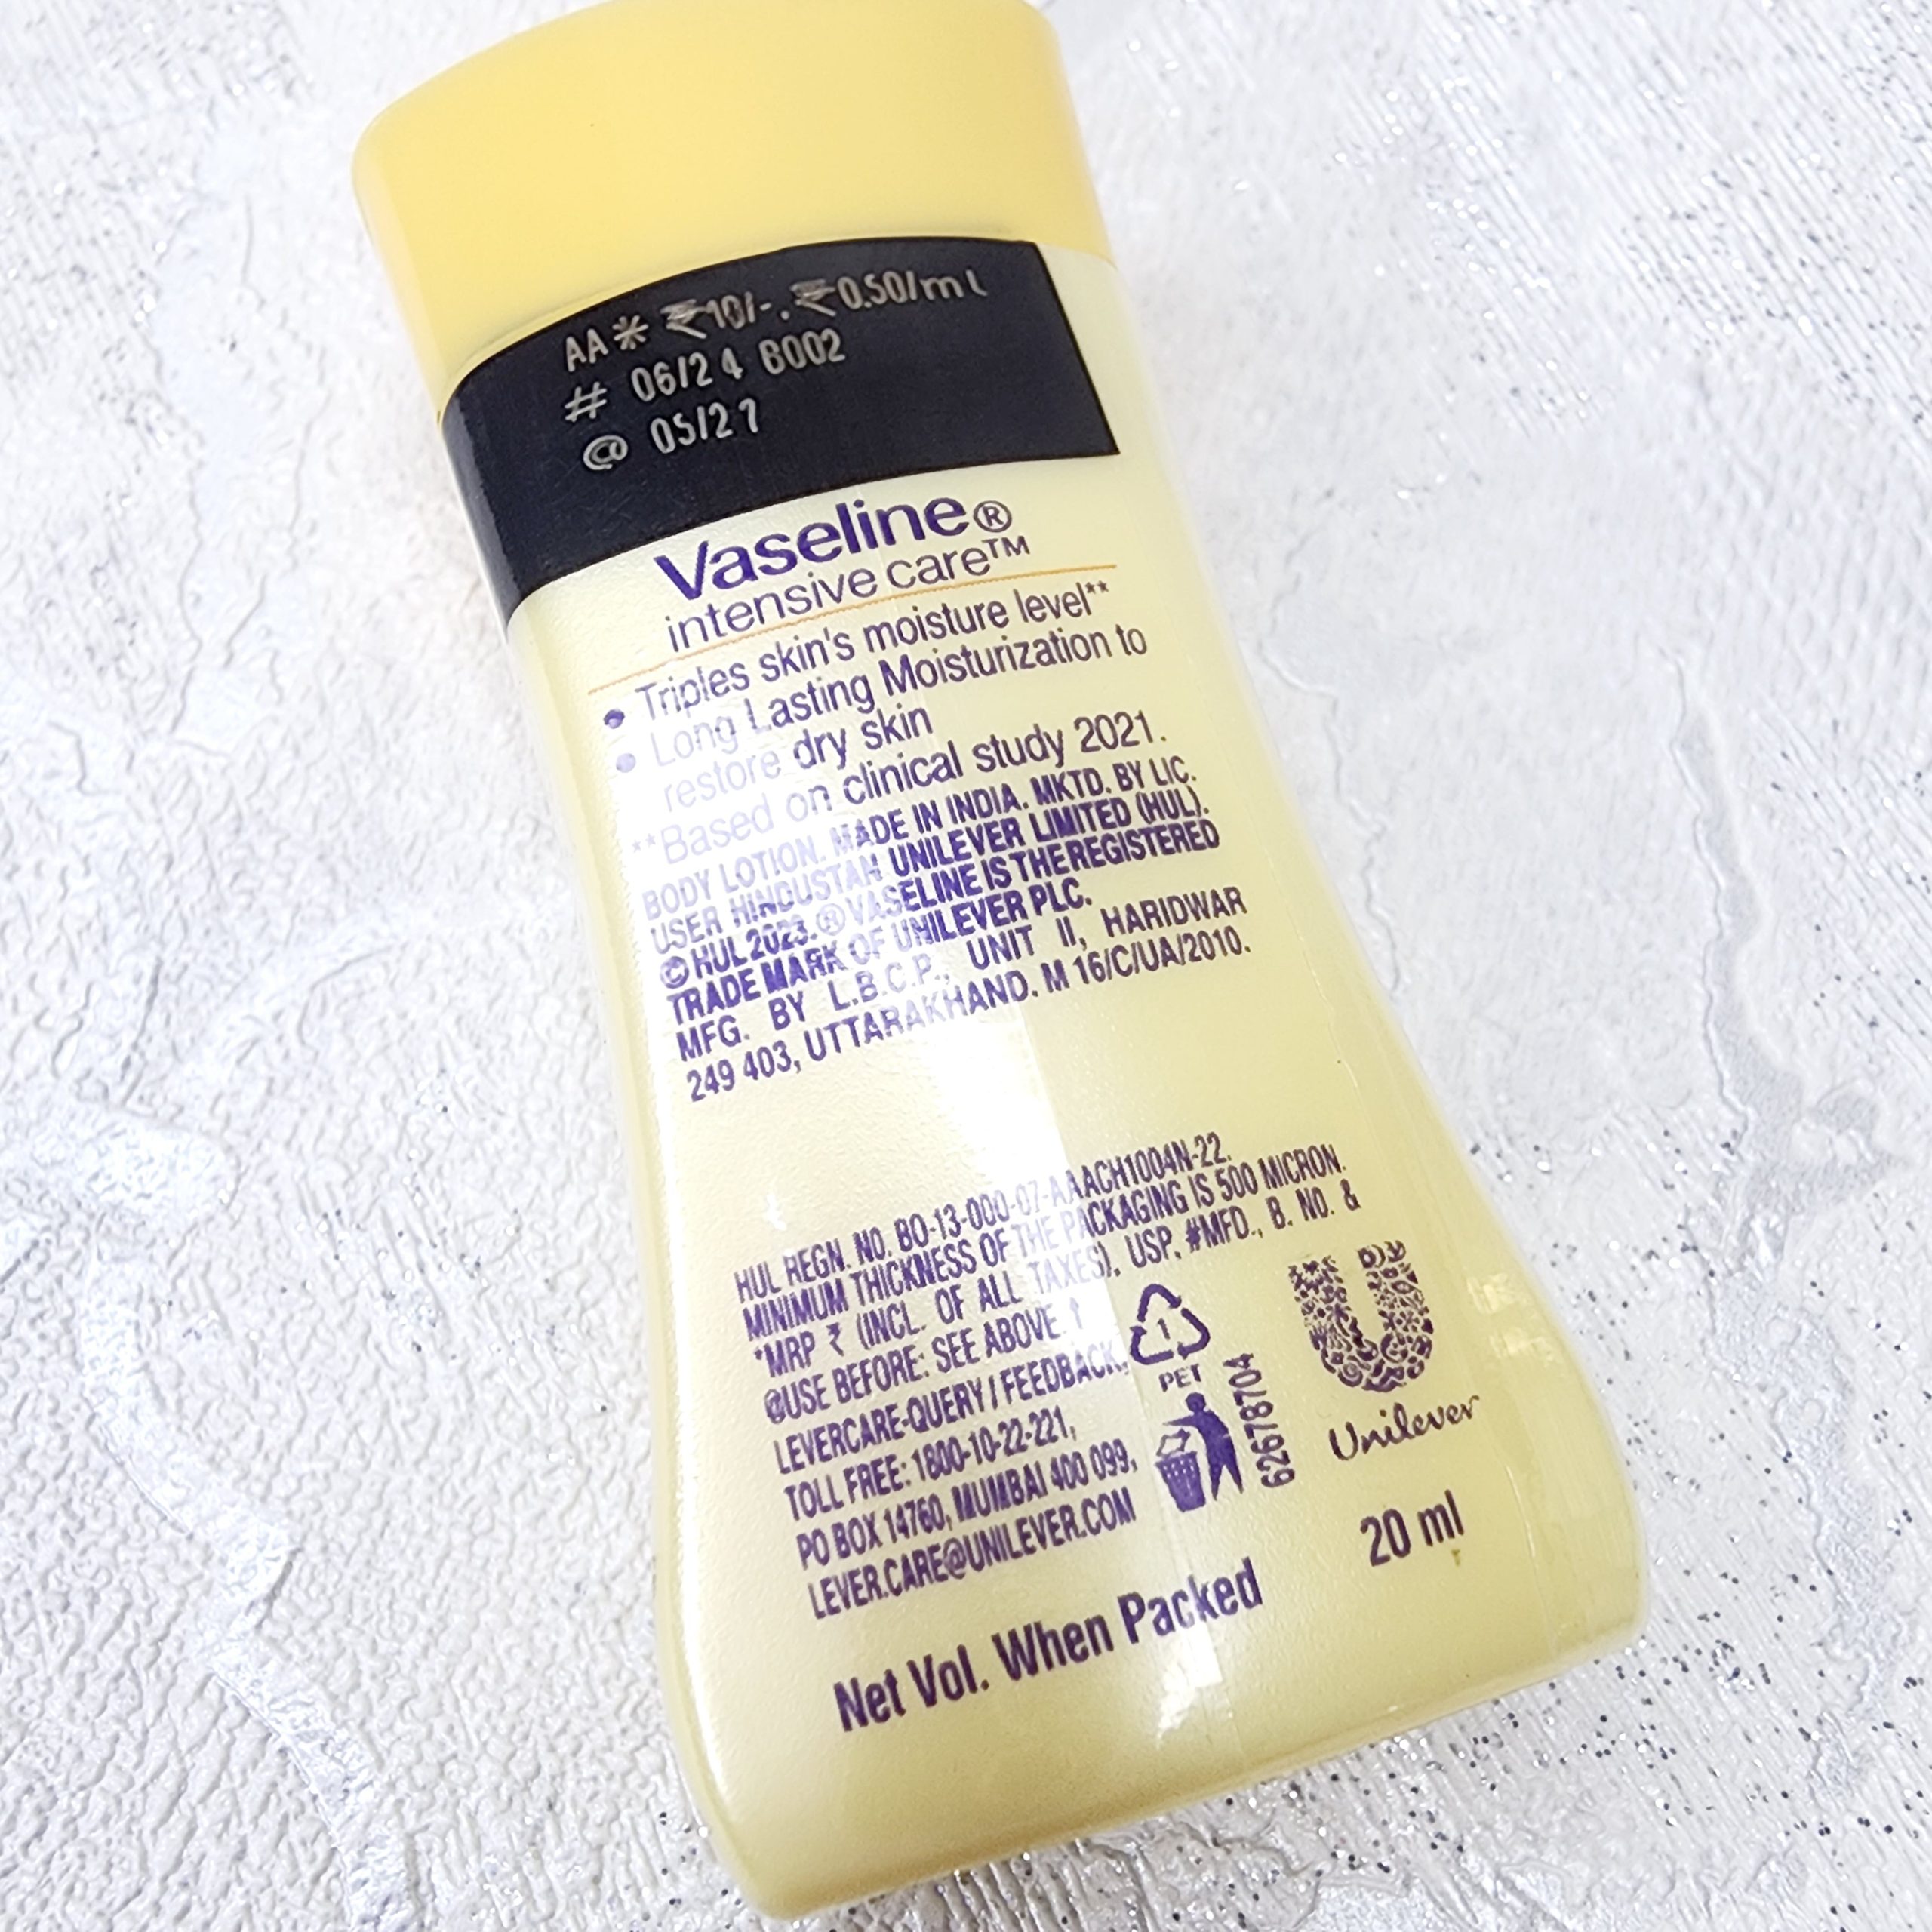 AA* ₹10/-. ₹0.50/ml
# 06/24 B002
@ 05/27
Vaseline®
intensive care™
• Triples skin's moisture level**
• Long Lasting Moisturization to
restore dry skin
**Based on clinical study 2021.
BODY LOTION. MADE IN INDIA. MKTD. BY LIC.
USER HINDUSTAN UNILEVER LIMITED (HUL).
© HUL 2023. ® VASELINE IS THE REGISTERED
TRADE MARK OF UNILEVER PLC.
MFG. BY L.B.C.P., UNIT II, HARIDWAR
249 403, UTTARAKHAND. M 16/C/UA/2010.
HUL REGN. NO. BO-13-000-07-AAACH1004N-22.
MINIMUM THICKNESS OF THE PACKAGING IS 500 MICRON.
*MRP ₹ (INCL. OF ALL TAXES), USP, #MFD., B. NO. &
@USE BEFORE: SEE ABOVE ↑
LEVERCARE-QUERY / FEEDBACK,
TOLL FREE: 1800-10-22-221,
PO BOX 14760, MUMBAI 400 099,
LEVER.CARE@UNILEVER.COM
1
PET
62678704
Unilever
Net Vol. When Packed 20 ml